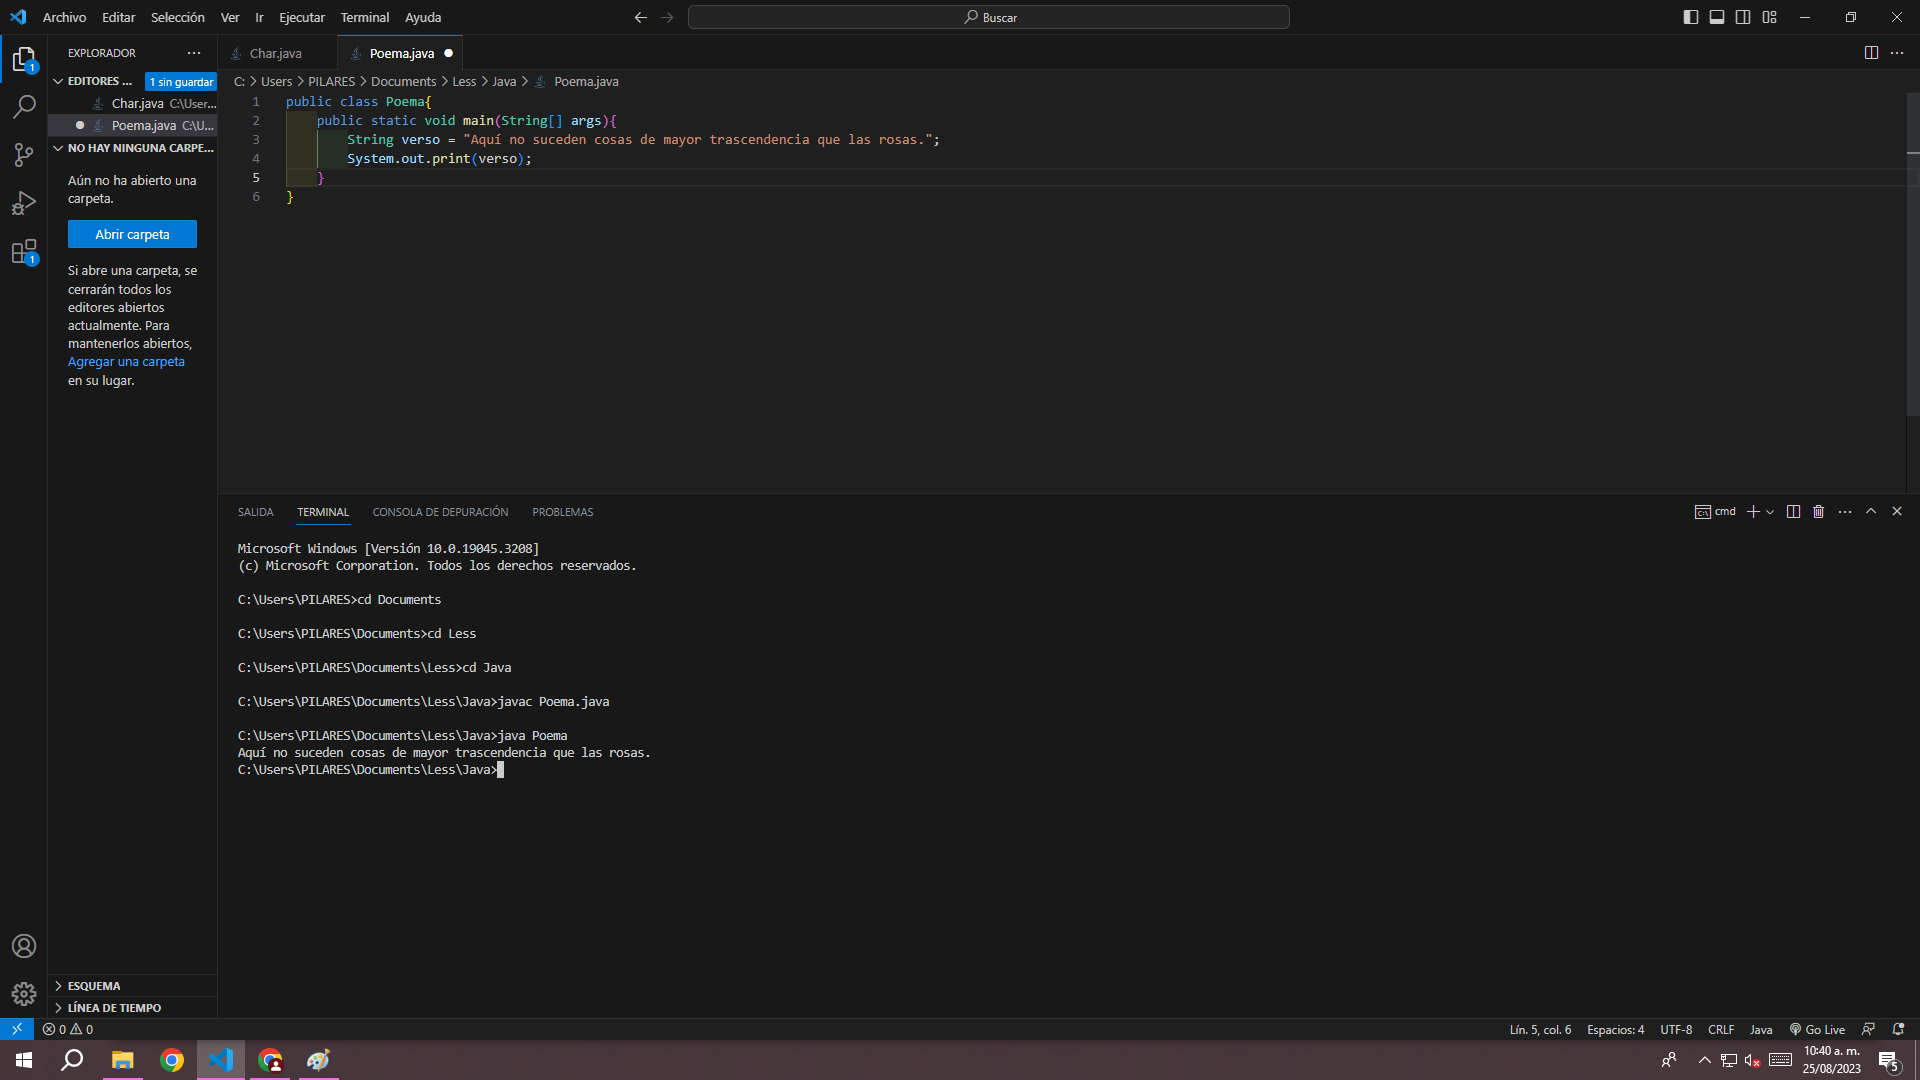 Archivo Editar Selección Ver Ir Ejecutar Terminal Ayuda Buscar
EXPLORADOR
EDITORES ... 1 sin guardar
Char.java C:\User...
Poema.java C:\U...
NO HAY NINGUNA CARPE...
Aún no ha abierto una
carpeta.
Abrir carpeta
Si abre una carpeta, se
cerrarán todos los
editores abiertos
actualmente. Para
mantenerlos abiertos,
Agregar una carpeta
en su lugar.
ESQUEMA
LÍNEA DE TIEMPO
1
1
Char.java Poema.java
C: > Users > PILARES > Documents > Less > Java > Poema.java
1 public class Poema{
2 public static void main(String[] args){
3 String verso = "Aquí no suceden cosas de mayor trascendencia que las rosas.";
4 System.out.print(verso);
5 }
6 }
SALIDA TERMINAL CONSOLA DE DEPURACIÓN PROBLEMAS cmd
Microsoft Windows [Versión 10.0.19045.3208]
(c) Microsoft Corporation. Todos los derechos reservados.
C:\Users\PILARES>cd Documents
C:\Users\PILARES\Documents>cd Less
C:\Users\PILARES\Documents\Less>cd Java
C:\Users\PILARES\Documents\Less\Java>javac Poema.java
C:\Users\PILARES\Documents\Less\Java>java Poema
Aquí no suceden cosas de mayor trascendencia que las rosas.
C:\Users\PILARES\Documents\Less\Java>
0 0 Lín. 5, col. 6 Espacios: 4 UTF-8 CRLF Java Go Live
10:40 a. m.
25/08/2023
5